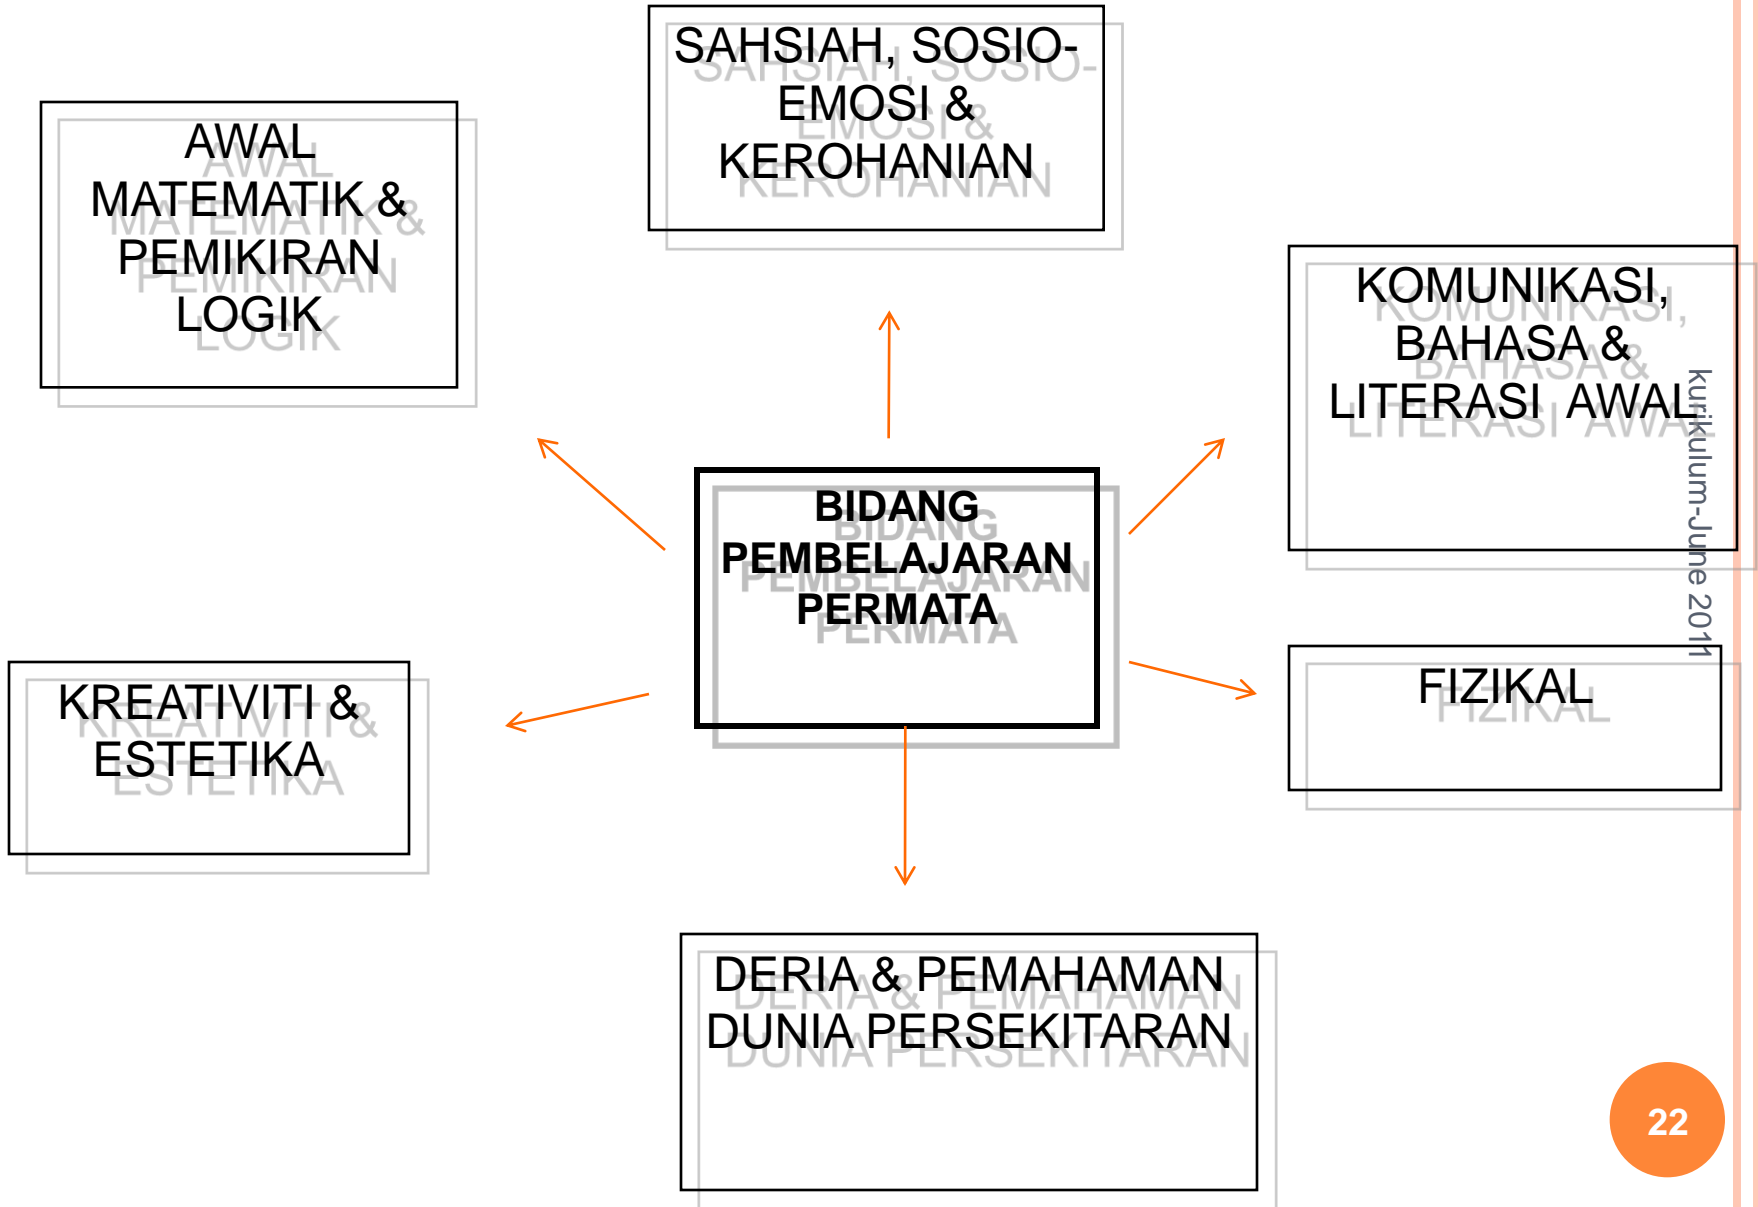 SAHSIAH, SOSIO-
EMOSI &
KEROHANIAN
AWAL
MATEMATIK &
PEMIKIRAN
LOGIK
KOMUNIKASI,
BAHASA &
LITERASI AWAL
BIDANG
PEMBELAJARAN
PERMATA
KREATIVITI &
ESTETIKA
FIZIKAL
DERIA & PEMAHAMAN
DUNIA PERSEKITARAN
kurikulum-June 2011
22